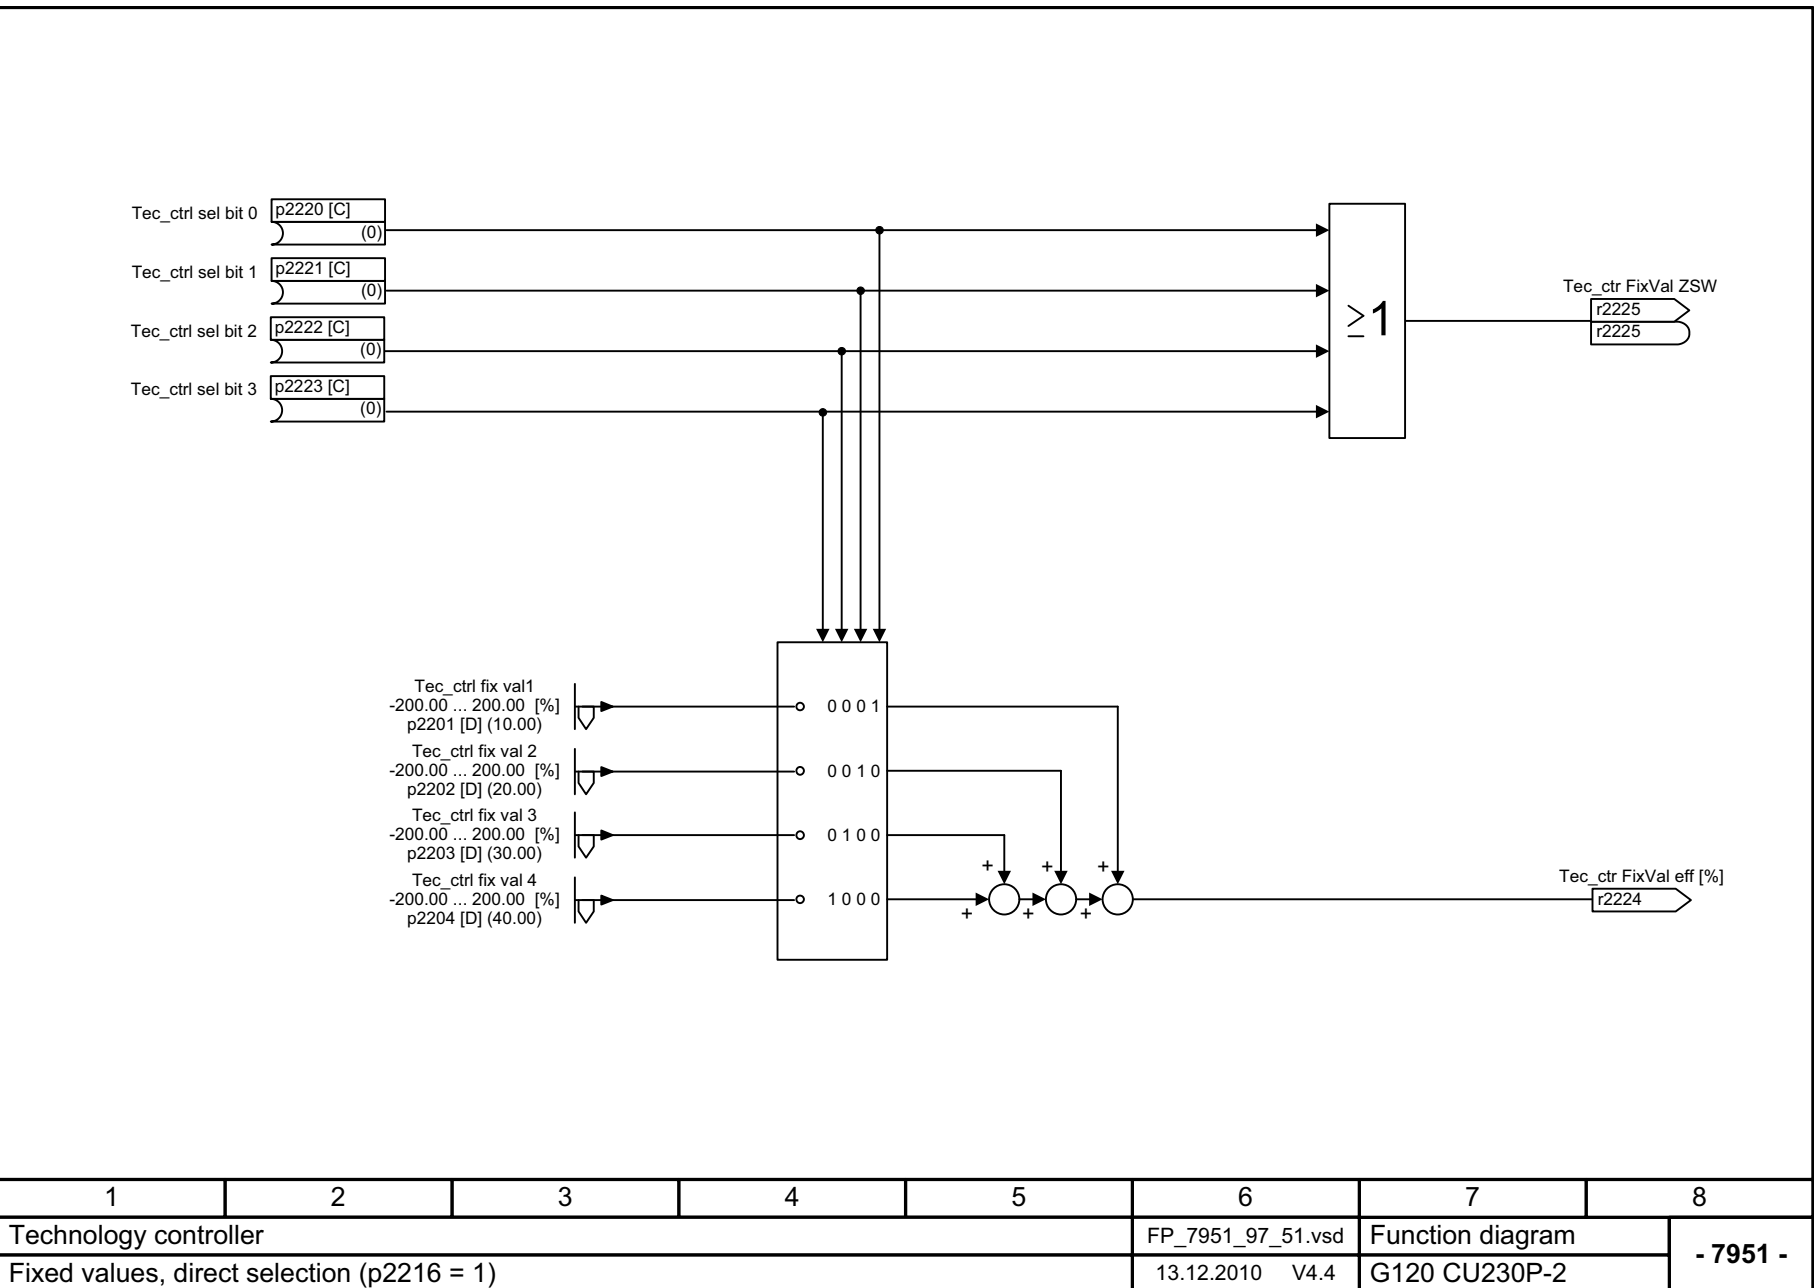 Tec_ctrl sel bit 0 p2220 [C]
(0)
Tec_ctrl sel bit 1 p2221 [C]
(0)
Tec_ctrl sel bit 2 p2222 [C]
(0)
Tec_ctrl sel bit 3 p2223 [C]
(0)
≥1
Tec_ctr FixVal ZSW
r2225
r2225
Tec_ctrl fix val1
-200.00 ... 200.00 [%]
p2201 [D] (10.00)
0 0 0 1
Tec_ctrl fix val 2
-200.00 ... 200.00 [%]
p2202 [D] (20.00)
0 0 1 0
Tec_ctrl fix val 3
-200.00 ... 200.00 [%]
p2203 [D] (30.00)
0 1 0 0
Tec_ctrl fix val 4
-200.00 ... 200.00 [%]
p2204 [D] (40.00)
1 0 0 0
+ + +
+ + +
Tec_ctr FixVal eff [%]
r2224
1 2 3 4 5 6 7 8
Technology controller FP_7951_97_51.vsd Function diagram
- 7951 -
Fixed values, direct selection (p2216 = 1) 13.12.2010 V4.4 G120 CU230P-2